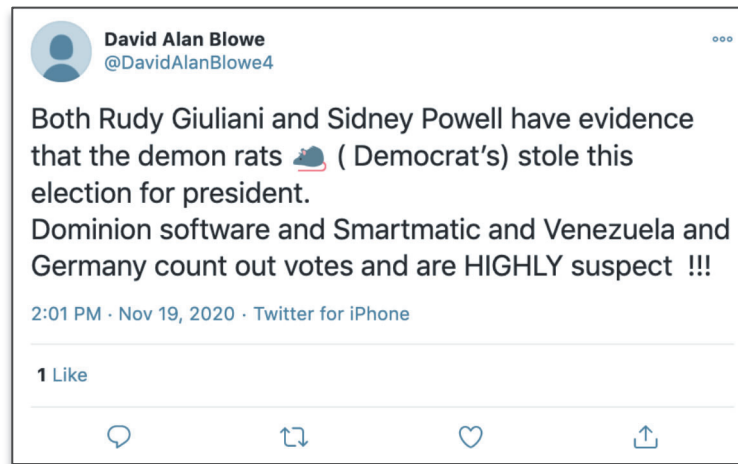 David Alan Blowe
@DavidAlanBlowe4
Both Rudy Giuliani and Sidney Powell have evidence
that the demon rats 🐀 ( Democrat's) stole this
election for president.
Dominion software and Smartmatic and Venezuela and
Germany count out votes and are HIGHLY suspect  !!!
2:01 PM · Nov 19, 2020 · Twitter for iPhone
1 Like